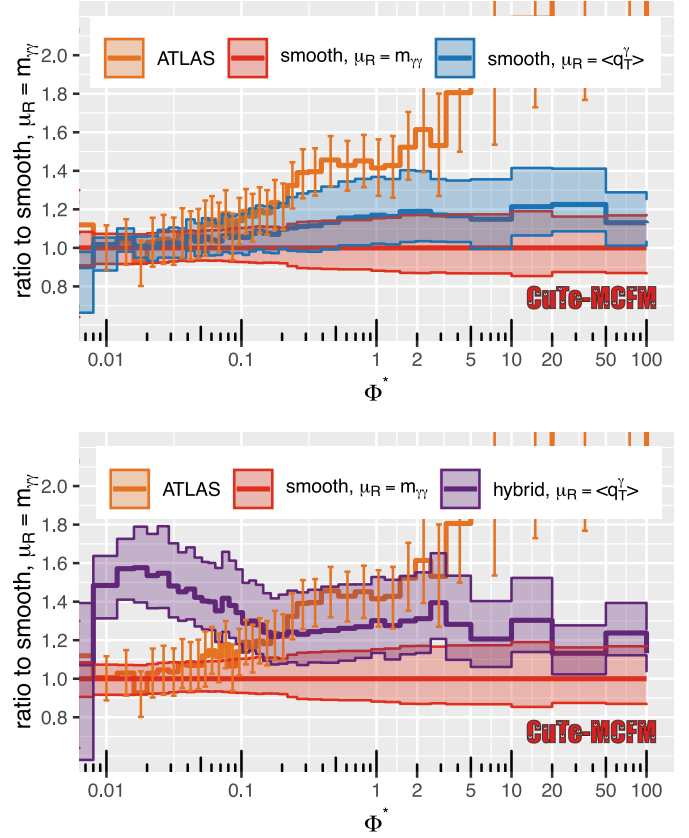 ATLAS smooth, μR = mγγ smooth, μR = <qTγ>
ratio to smooth, μR = mγγ
2.0
1.8
1.6
1.4
1.2
1.0
0.8
CuTe-MCFM
0.01 0.1 1 2 5 10 20 50 100
Φ*
ATLAS smooth, μR = mγγ hybrid, μR = <qTγ>
ratio to smooth, μR = mγγ
2.0
1.8
1.6
1.4
1.2
1.0
0.8
CuTe-MCFM
0.01 0.1 1 2 5 10 20 50 100
Φ*